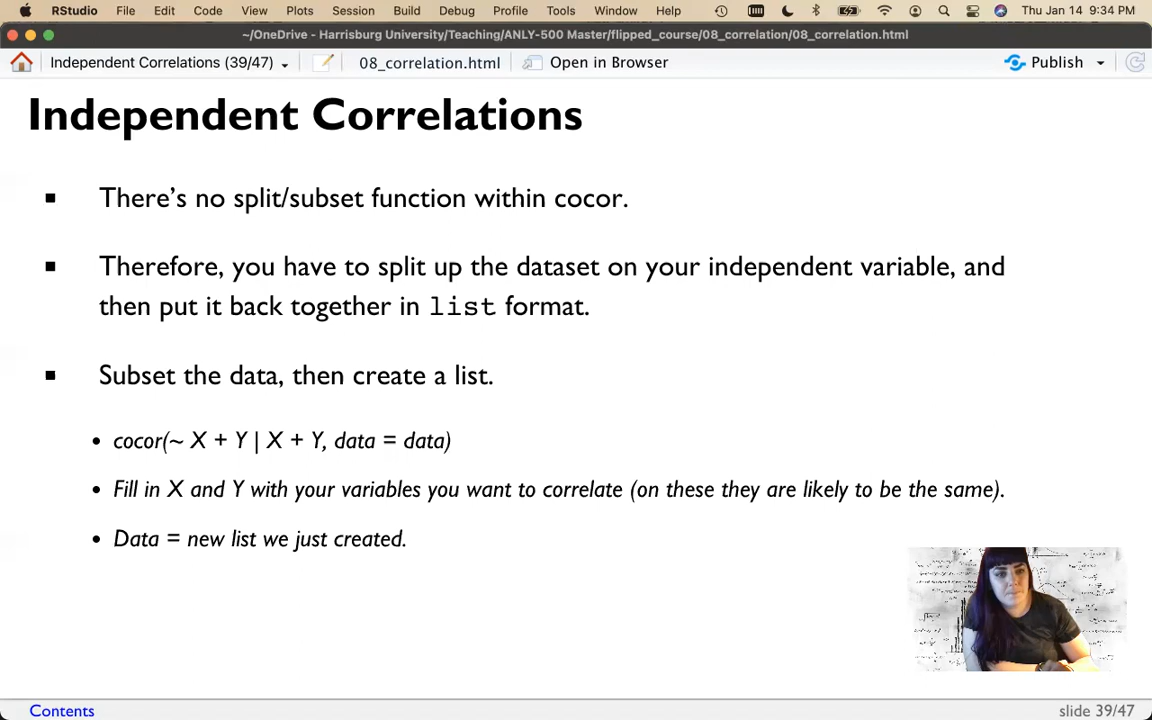 RStudio File Edit Code View Plots Session Build Debug Profile Tools Window Help Thu Jan 14 9:34 PM
~/OneDrive - Harrisburg University/Teaching/ANLY-500 Master/flipped_course/08_correlation/08_correlation.html
Independent Correlations (39/47) 08_correlation.html Open in Browser Publish
Independent Correlations
There's no split/subset function within cocor.
Therefore, you have to split up the dataset on your independent variable, and
then put it back together in list format.
Subset the data, then create a list.
• cocor(~ X + Y | X + Y, data = data)
• Fill in X and Y with your variables you want to correlate (on these they are likely to be the same).
• Data = new list we just created.
Contents slide 39/47